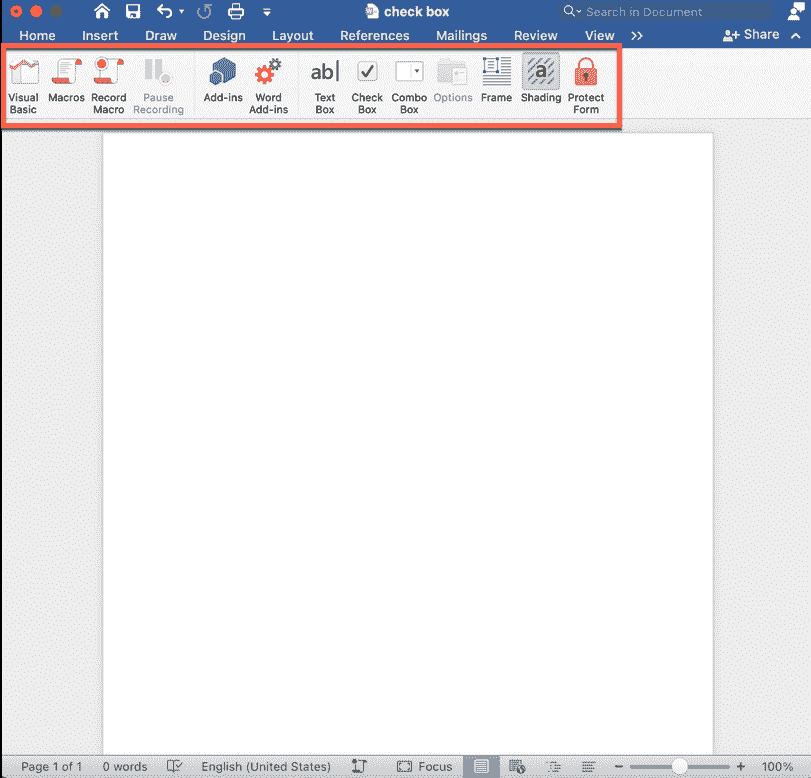 check box
Search in Document
Home Insert Draw Design Layout References Mailings Review View >> Share
Visual Basic
Macros
Record Macro
Pause Recording
Add-ins
Word Add-ins
ab|
Text Box
Check Box
Combo Box
Options
Frame
a
Shading
Protect Form
Page 1 of 1 0 words English (United States) Focus 100%